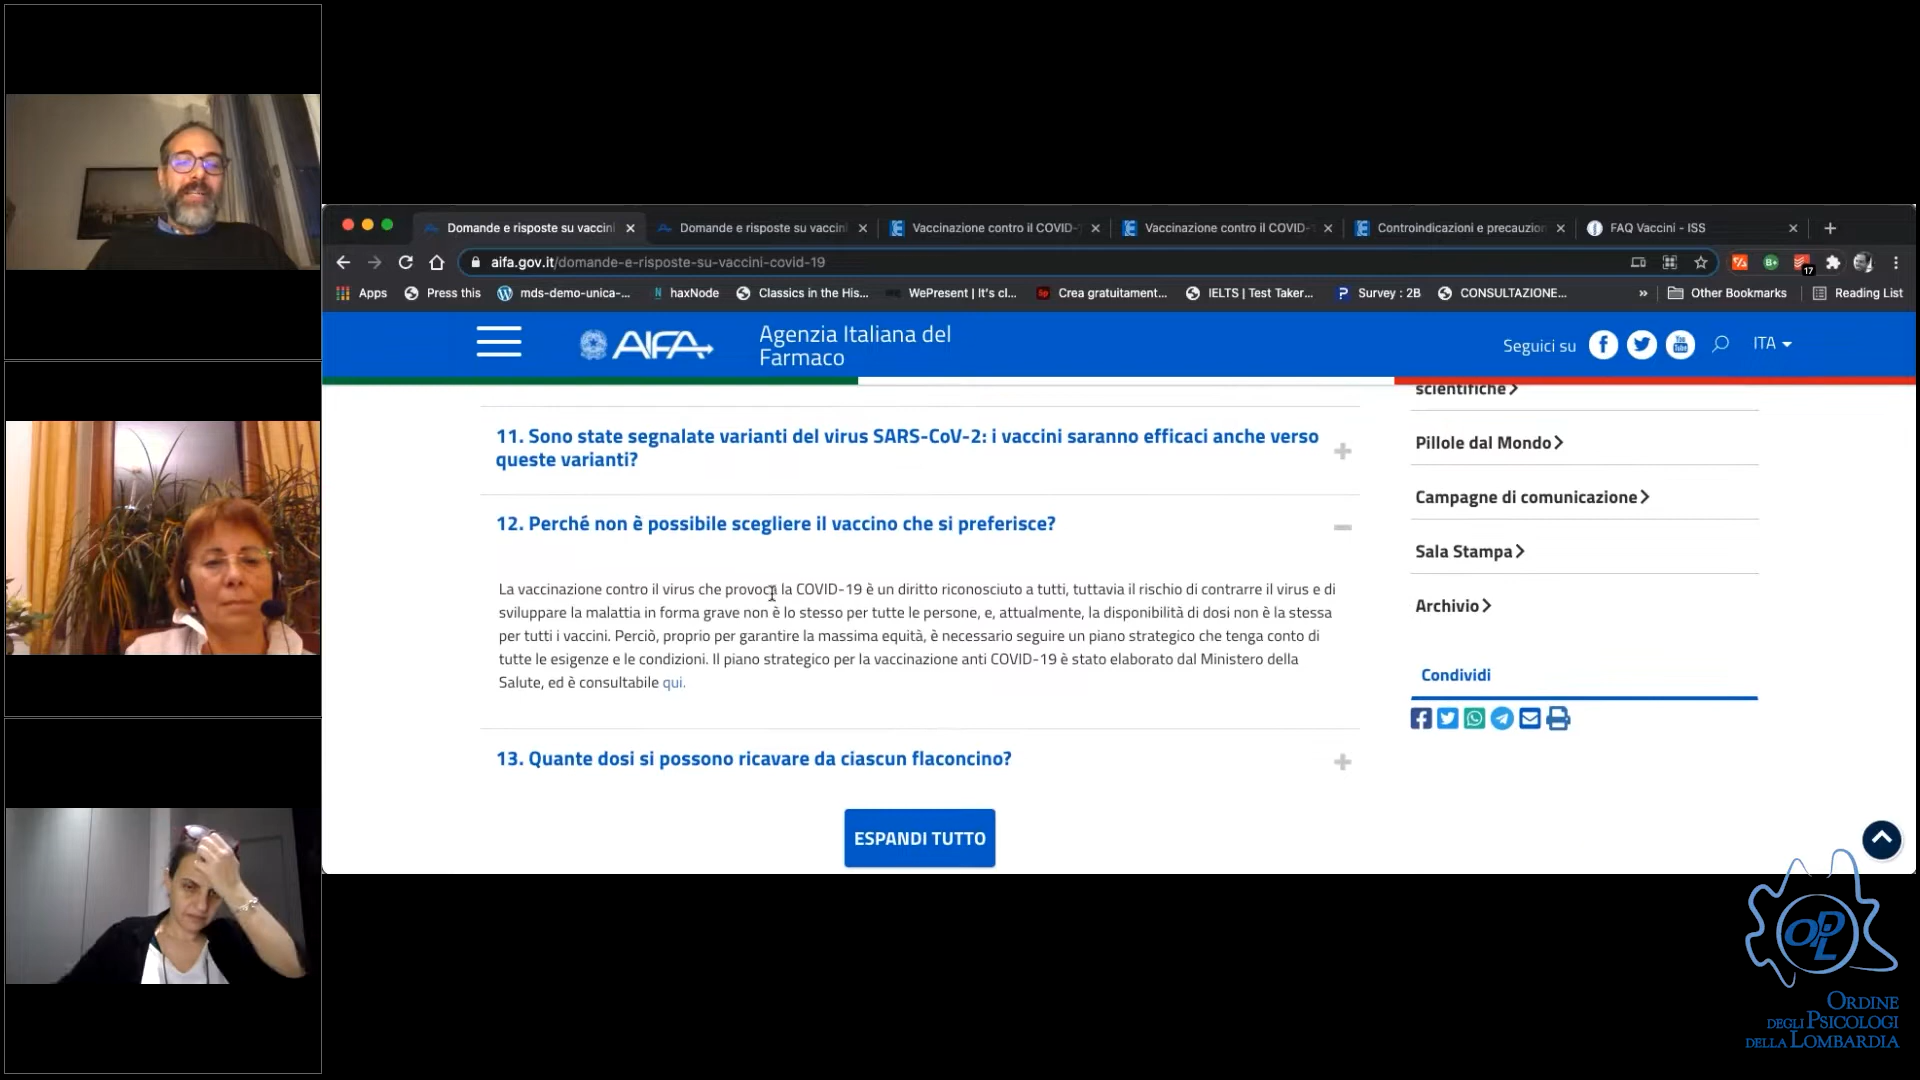 Domande e risposte su vaccini
Domande e risposte su vaccini
Vaccinazione contro il COVID-
Vaccinazione contro il COVID-
Controindicazioni e precauzion
FAQ Vaccini - ISS
aifa.gov.it/domande-e-risposte-su-vaccini-covid-19
17
Apps
Press this
mds-demo-unica-...
haxNode
Classics in the His...
WePresent | It's cl...
Crea gratuitament...
IELTS | Test Taker...
Survey : 2B
CONSULTAZIONE...
»
Other Bookmarks
Reading List
AIFA
Agenzia Italiana del
Farmaco
Seguici su
ITA
scientifiche
11. Sono state segnalate varianti del virus SARS-CoV-2: i vaccini saranno efficaci anche verso
queste varianti?
12. Perché non è possibile scegliere il vaccino che si preferisce?
La vaccinazione contro il virus che provoca la COVID-19 è un diritto riconosciuto a tutti, tuttavia il rischio di contrarre il virus e di
sviluppare la malattia in forma grave non è lo stesso per tutte le persone, e, attualmente, la disponibilità di dosi non è la stessa
per tutti i vaccini. Perciò, proprio per garantire la massima equità, è necessario seguire un piano strategico che tenga conto di
tutte le esigenze e le condizioni. Il piano strategico per la vaccinazione anti COVID-19 è stato elaborato dal Ministero della
Salute, ed è consultabile qui.
13. Quante dosi si possono ricavare da ciascun flaconcino?
ESPANDI TUTTO
Pillole dal Mondo
Campagne di comunicazione
Sala Stampa
Archivio
Condividi
OPL
ORDINE
DEGLI PSICOLOGI
DELLA LOMBARDIA